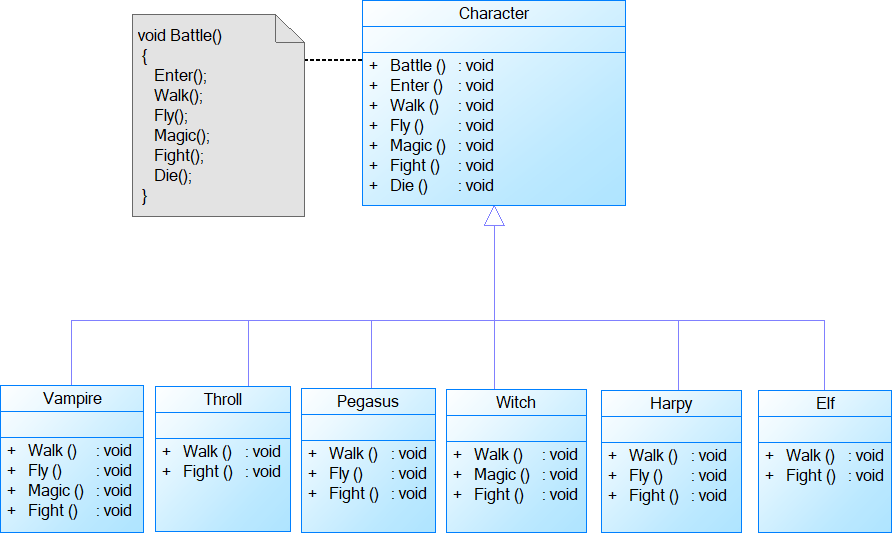 void Battle()
{
Enter();
Walk();
Fly();
Magic();
Fight();
Die();
}
Character
+ Battle () : void
+ Enter () : void
+ Walk () : void
+ Fly () : void
+ Magic () : void
+ Fight () : void
+ Die () : void
Vampire
+ Walk () : void
+ Fly () : void
+ Magic () : void
+ Fight () : void
Throll
+ Walk () : void
+ Fight () : void
Pegasus
+ Walk () : void
+ Fly () : void
+ Fight () : void
Witch
+ Walk () : void
+ Magic () : void
+ Fight () : void
Harpy
+ Walk () : void
+ Fly () : void
+ Fight () : void
Elf
+ Walk () : void
+ Fight () : void